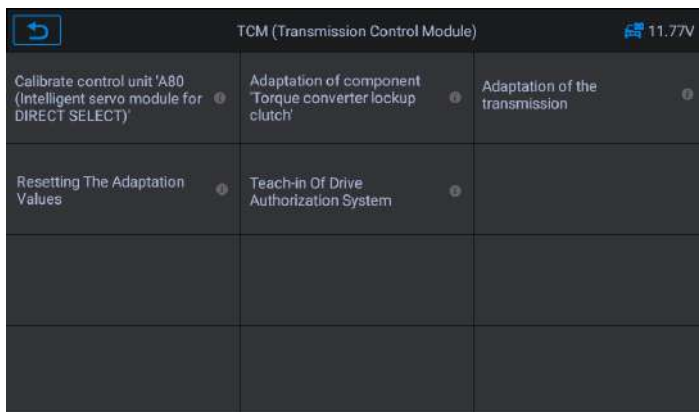 TCM (Transmission Control Module)
11.77V
Calibrate control unit 'A80
(Intelligent servo module for
DIRECT SELECT)'
Adaptation of component
'Torque converter lockup
clutch'
Adaptation of the
transmission
Resetting The Adaptation
Values
Teach-in Of Drive
Authorization System